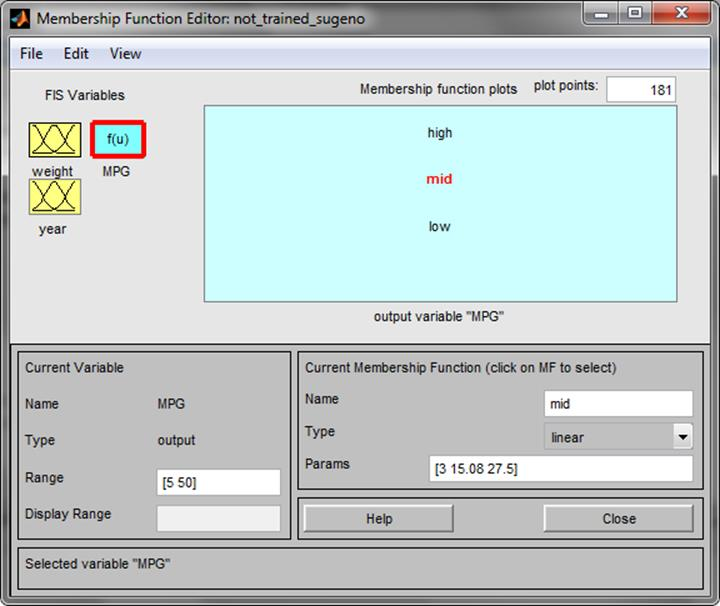 Membership Function Editor: not_trained_sugeno
File Edit View
FIS Variables
Membership function plots plot points: 181
f(u)
weight MPG
year
high
mid
low
output variable "MPG"
Current Variable
Name MPG
Type output
Range [5 50]
Display Range
Current Membership Function (click on MF to select)
Name mid
Type linear
Params [3 15.08 27.5]
Help Close
Selected variable "MPG"